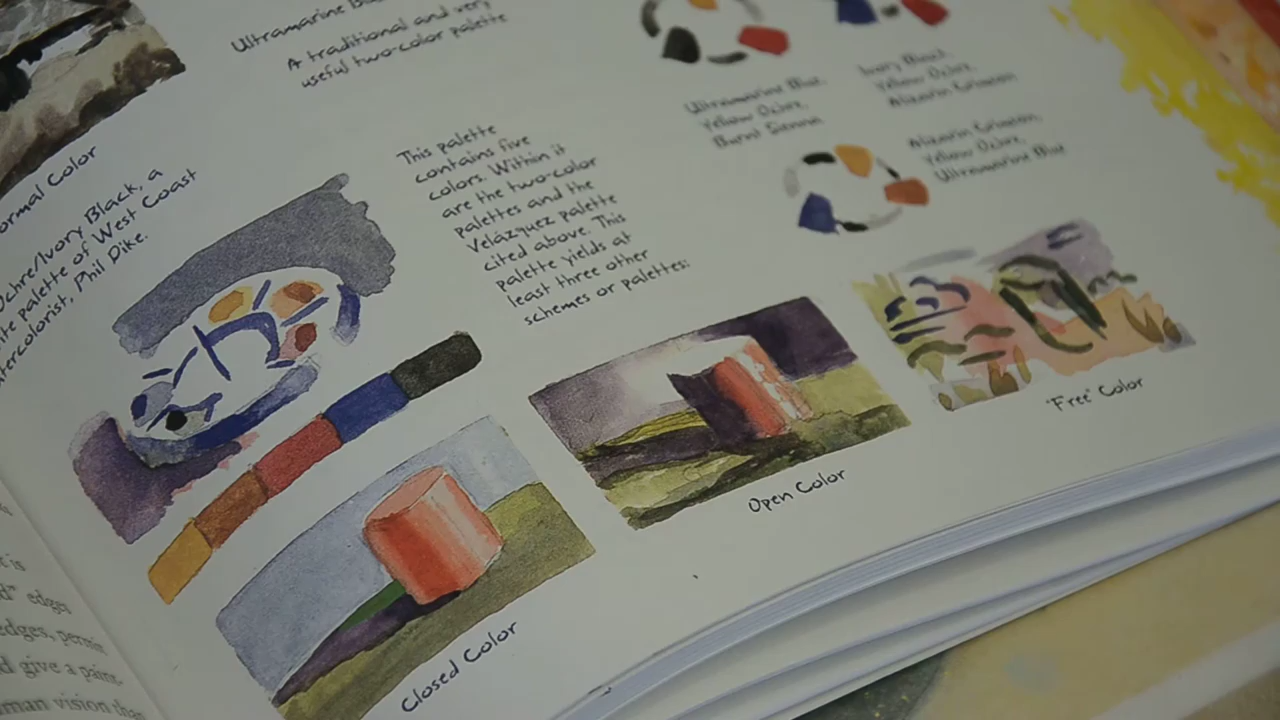 Ultramarine
A traditional and very
useful two-color palette
ormal Color
Ochre/Ivory Black, a
ite palette of West Coast
tercolorist, Phil Dike.
This palette
contains five
colors. Within it
are the two-color
palettes and the
Velázquez palette
cited above. This
palette yields at
least three other
schemes or palettes:
Ultramarine Blue,
Yellow Ochre,
Burnt Sienna
Ivory Black,
Yellow Ochre,
Alizarin Crimson
Alizarin Crimson,
Yellow Ochre,
Ultramarine Blue
"Free" Color
Open Color
Closed Color
e is
d" edges
edges, permit
d give a paint
man vision than